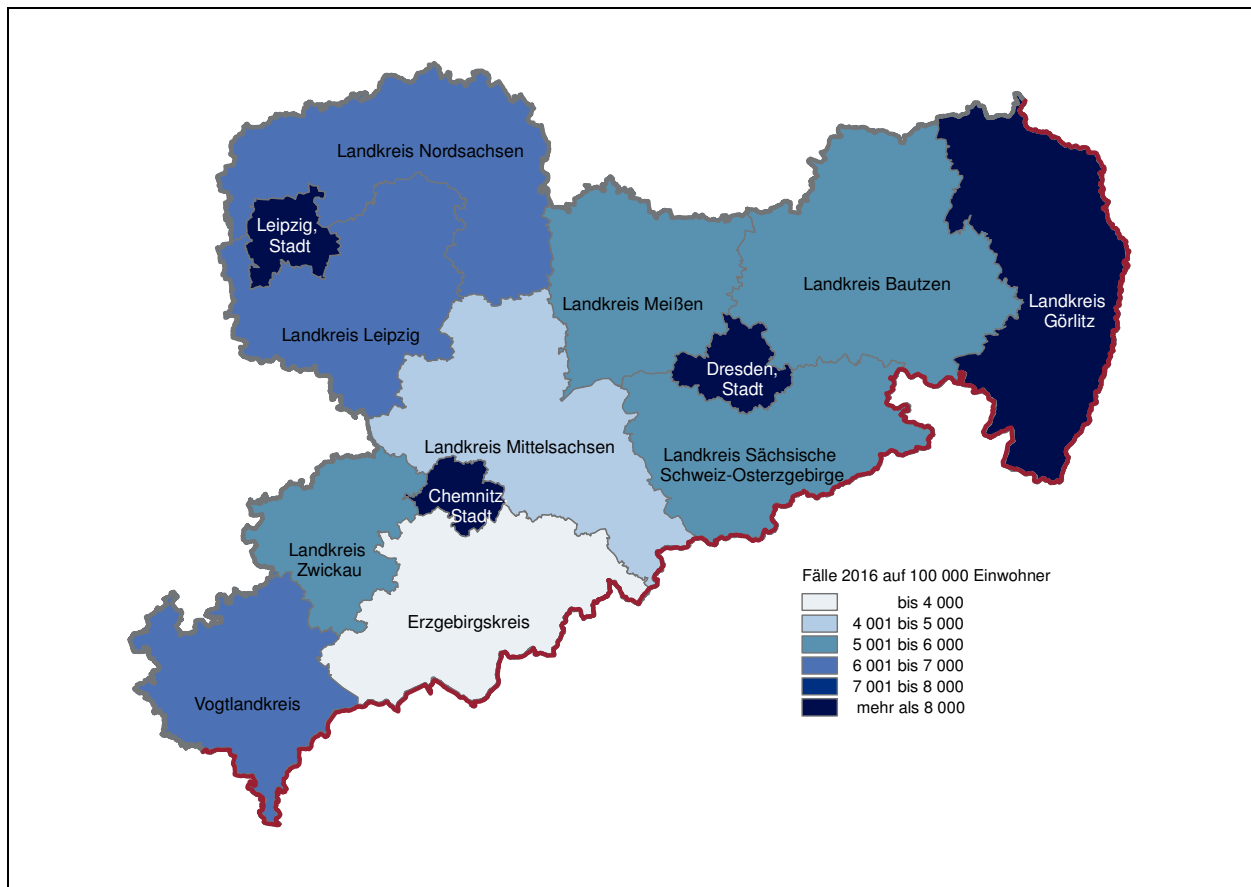 Landkreis Nordsachsen
Leipzig,
Stadt
Landkreis Leipzig
Landkreis Meißen
Landkreis Bautzen
Landkreis
Görlitz
Dresden,
Stadt
Landkreis Mittelsachsen
Landkreis Sächsische
Schweiz-Osterzgebirge
Chemnitz,
Stadt
Landkreis
Zwickau
Erzgebirgskreis
Vogtlandkreis
Fälle 2016 auf 100 000 Einwohner
bis 4 000
4 001 bis 5 000
5 001 bis 6 000
6 001 bis 7 000
7 001 bis 8 000
mehr als 8 000